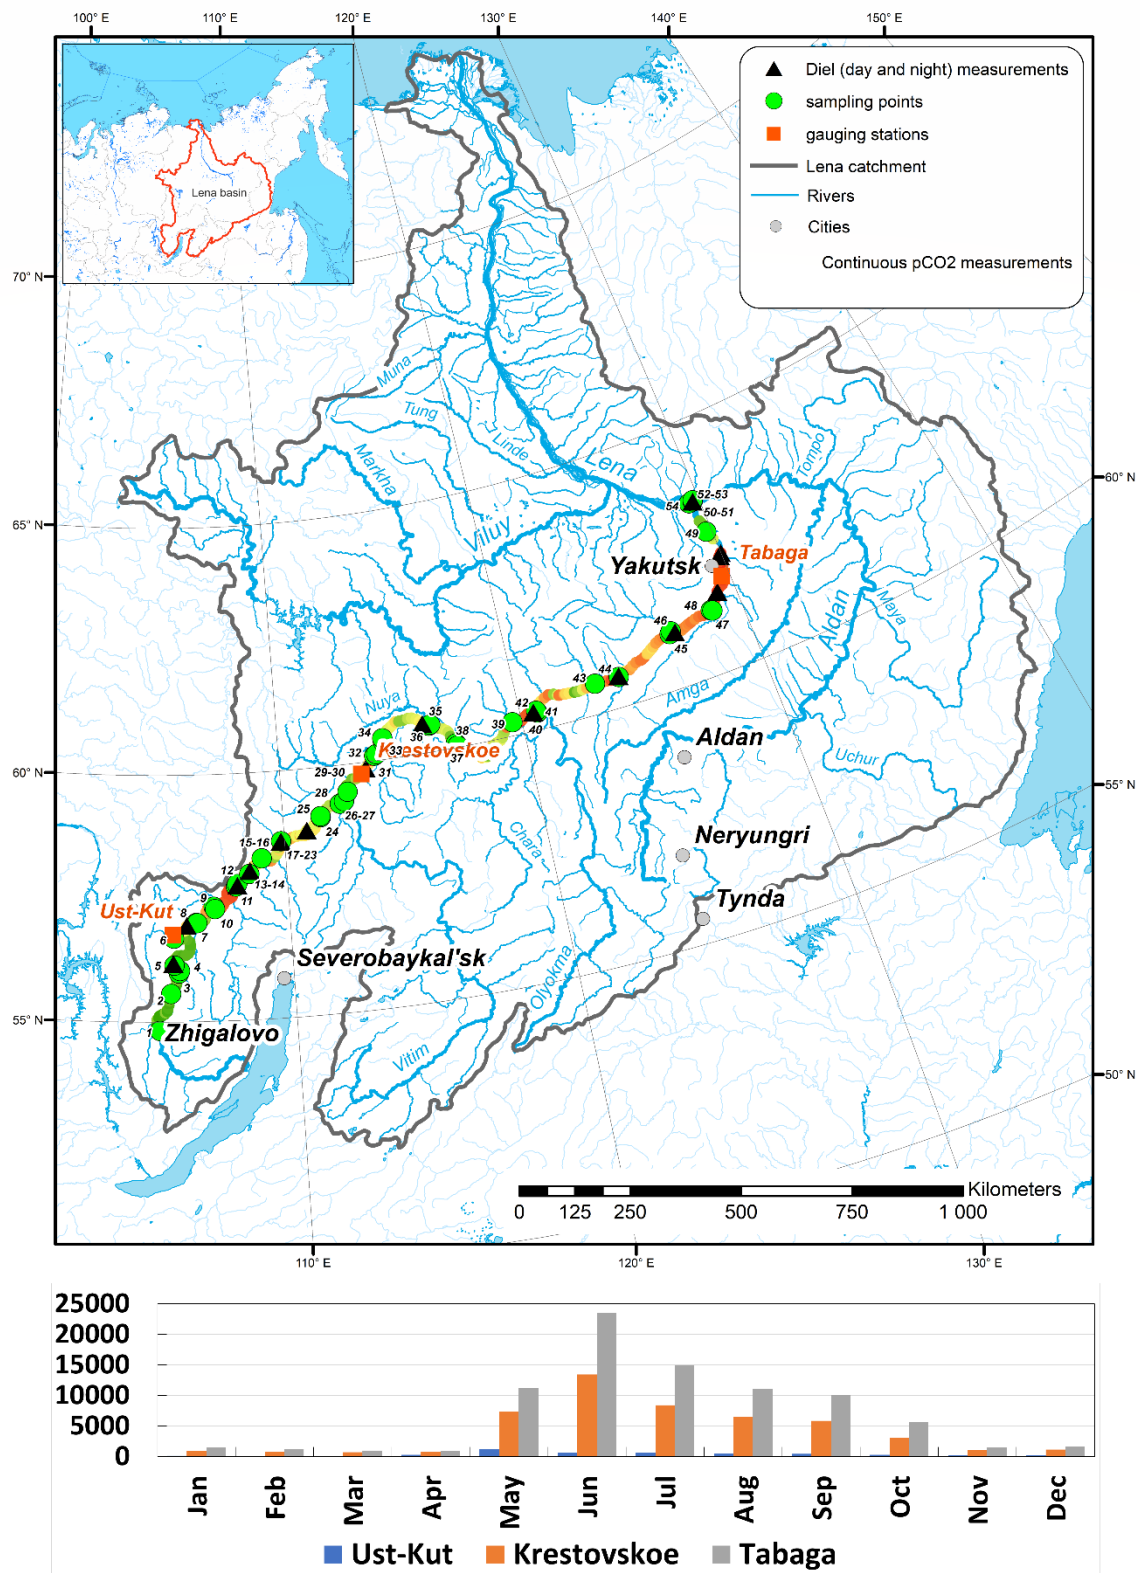 100° E
110° E
120° E
130° E
140° E
150° E
Lena basin
Diel (day and night) measurements
sampling points
gauging stations
Lena catchment
Rivers
Cities
Continuous pCO2 measurements
70° N
Muna
Tung
Linde
Markha
Lena
Tompo
60° N
65° N
Viluy
54
52-53
50-51
49
Tabaga
Yakutsk
Aldan
Maya
48
47
46
45
44
43
Amga
42
41
40
39
Nuya
35
36
38
37
34
Krestovskoe
33
32
31
29-30
Aldan
Uchur
60° N
55° N
28
26-27
25
24
Chara
Neryungri
15-16
17-23
12
13-14
11
Tynda
9
10
Ust-Kut
8
7
6
Severobaykal'sk
5
4
3
2
Olyokma
55° N
1
Zhigalovo
Vitim
50° N
Kilometers
0 125 250 500 750 1 000
110° E
120° E
130° E
25000
20000
15000
10000
5000
0
Jan Feb Mar Apr May Jun Jul Aug Sep Oct Nov Dec
Ust-Kut Krestovskoe Tabaga